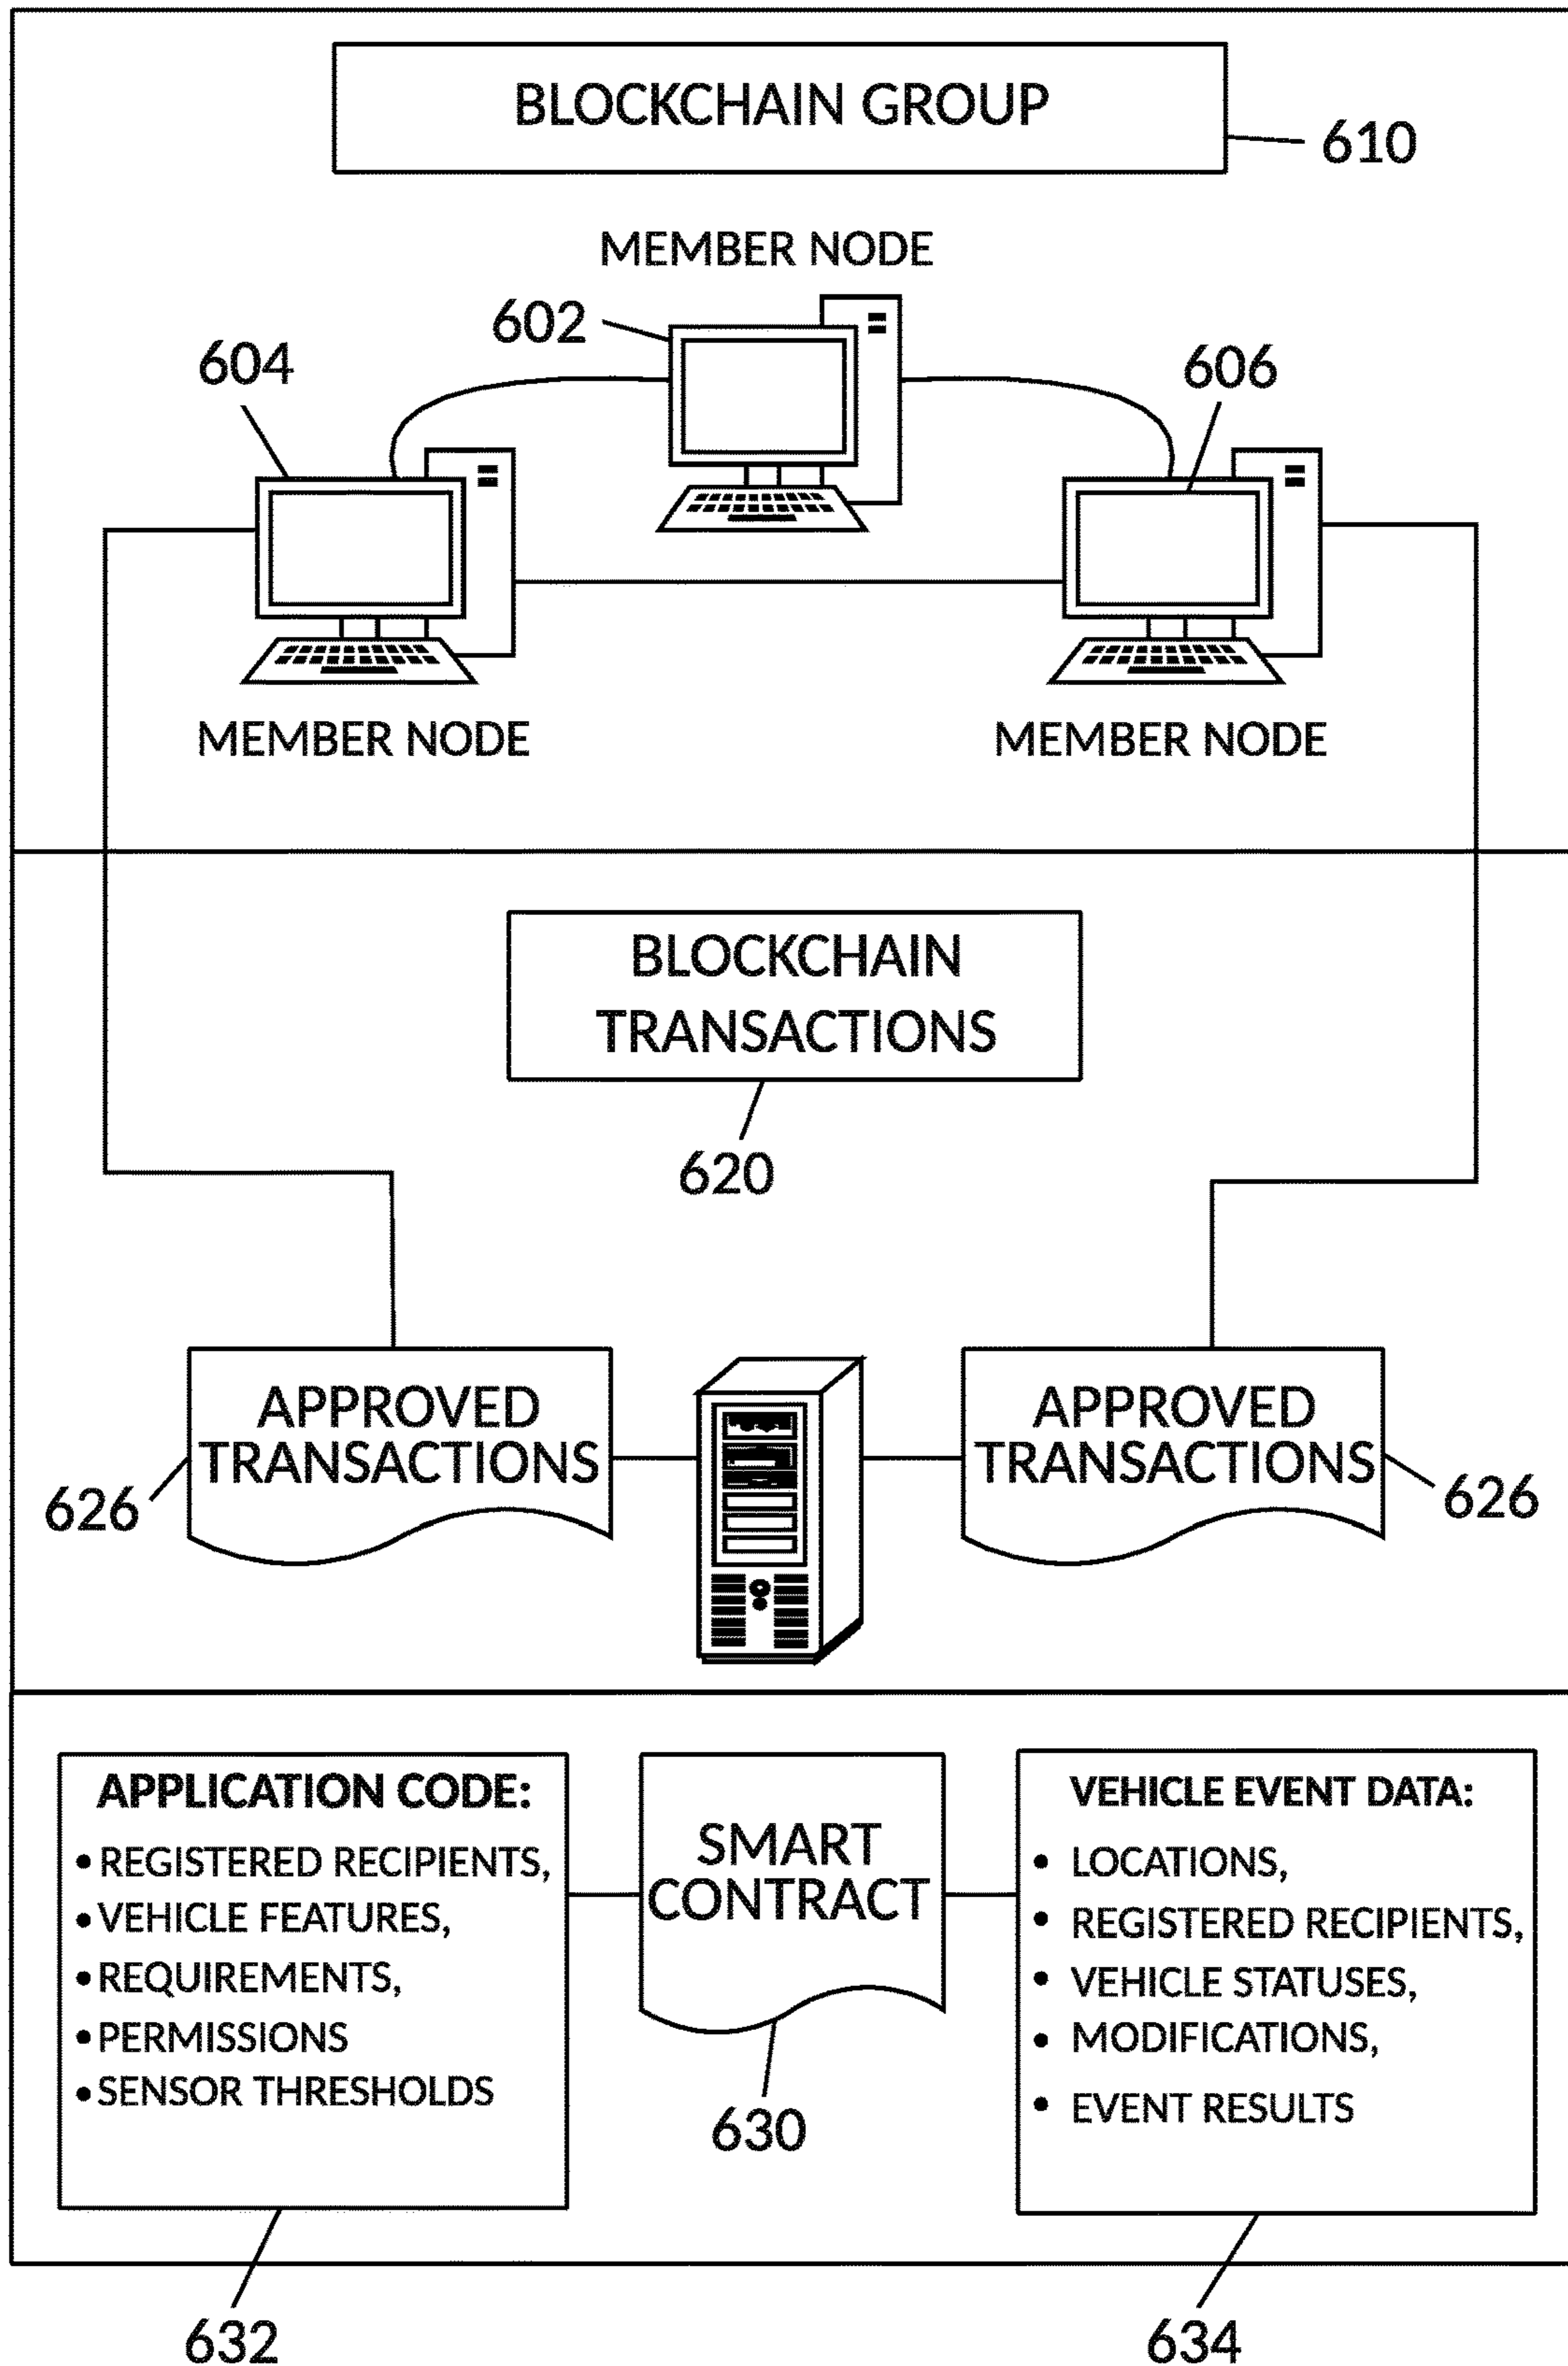 BLOCKCHAIN GROUP
610
MEMBER NODE
602
604
606
MEMBER NODE
MEMBER NODE
BLOCKCHAIN
TRANSACTIONS
620
APPROVED
TRANSACTIONS
626
APPROVED
TRANSACTIONS
626
APPLICATION CODE:
• REGISTERED RECIPIENTS,
• VEHICLE FEATURES,
• REQUIREMENTS,
• PERMISSIONS
• SENSOR THRESHOLDS
SMART
CONTRACT
630
VEHICLE EVENT DATA:
• LOCATIONS,
• REGISTERED RECIPIENTS,
• VEHICLE STATUSES,
• MODIFICATIONS,
• EVENT RESULTS
632
634